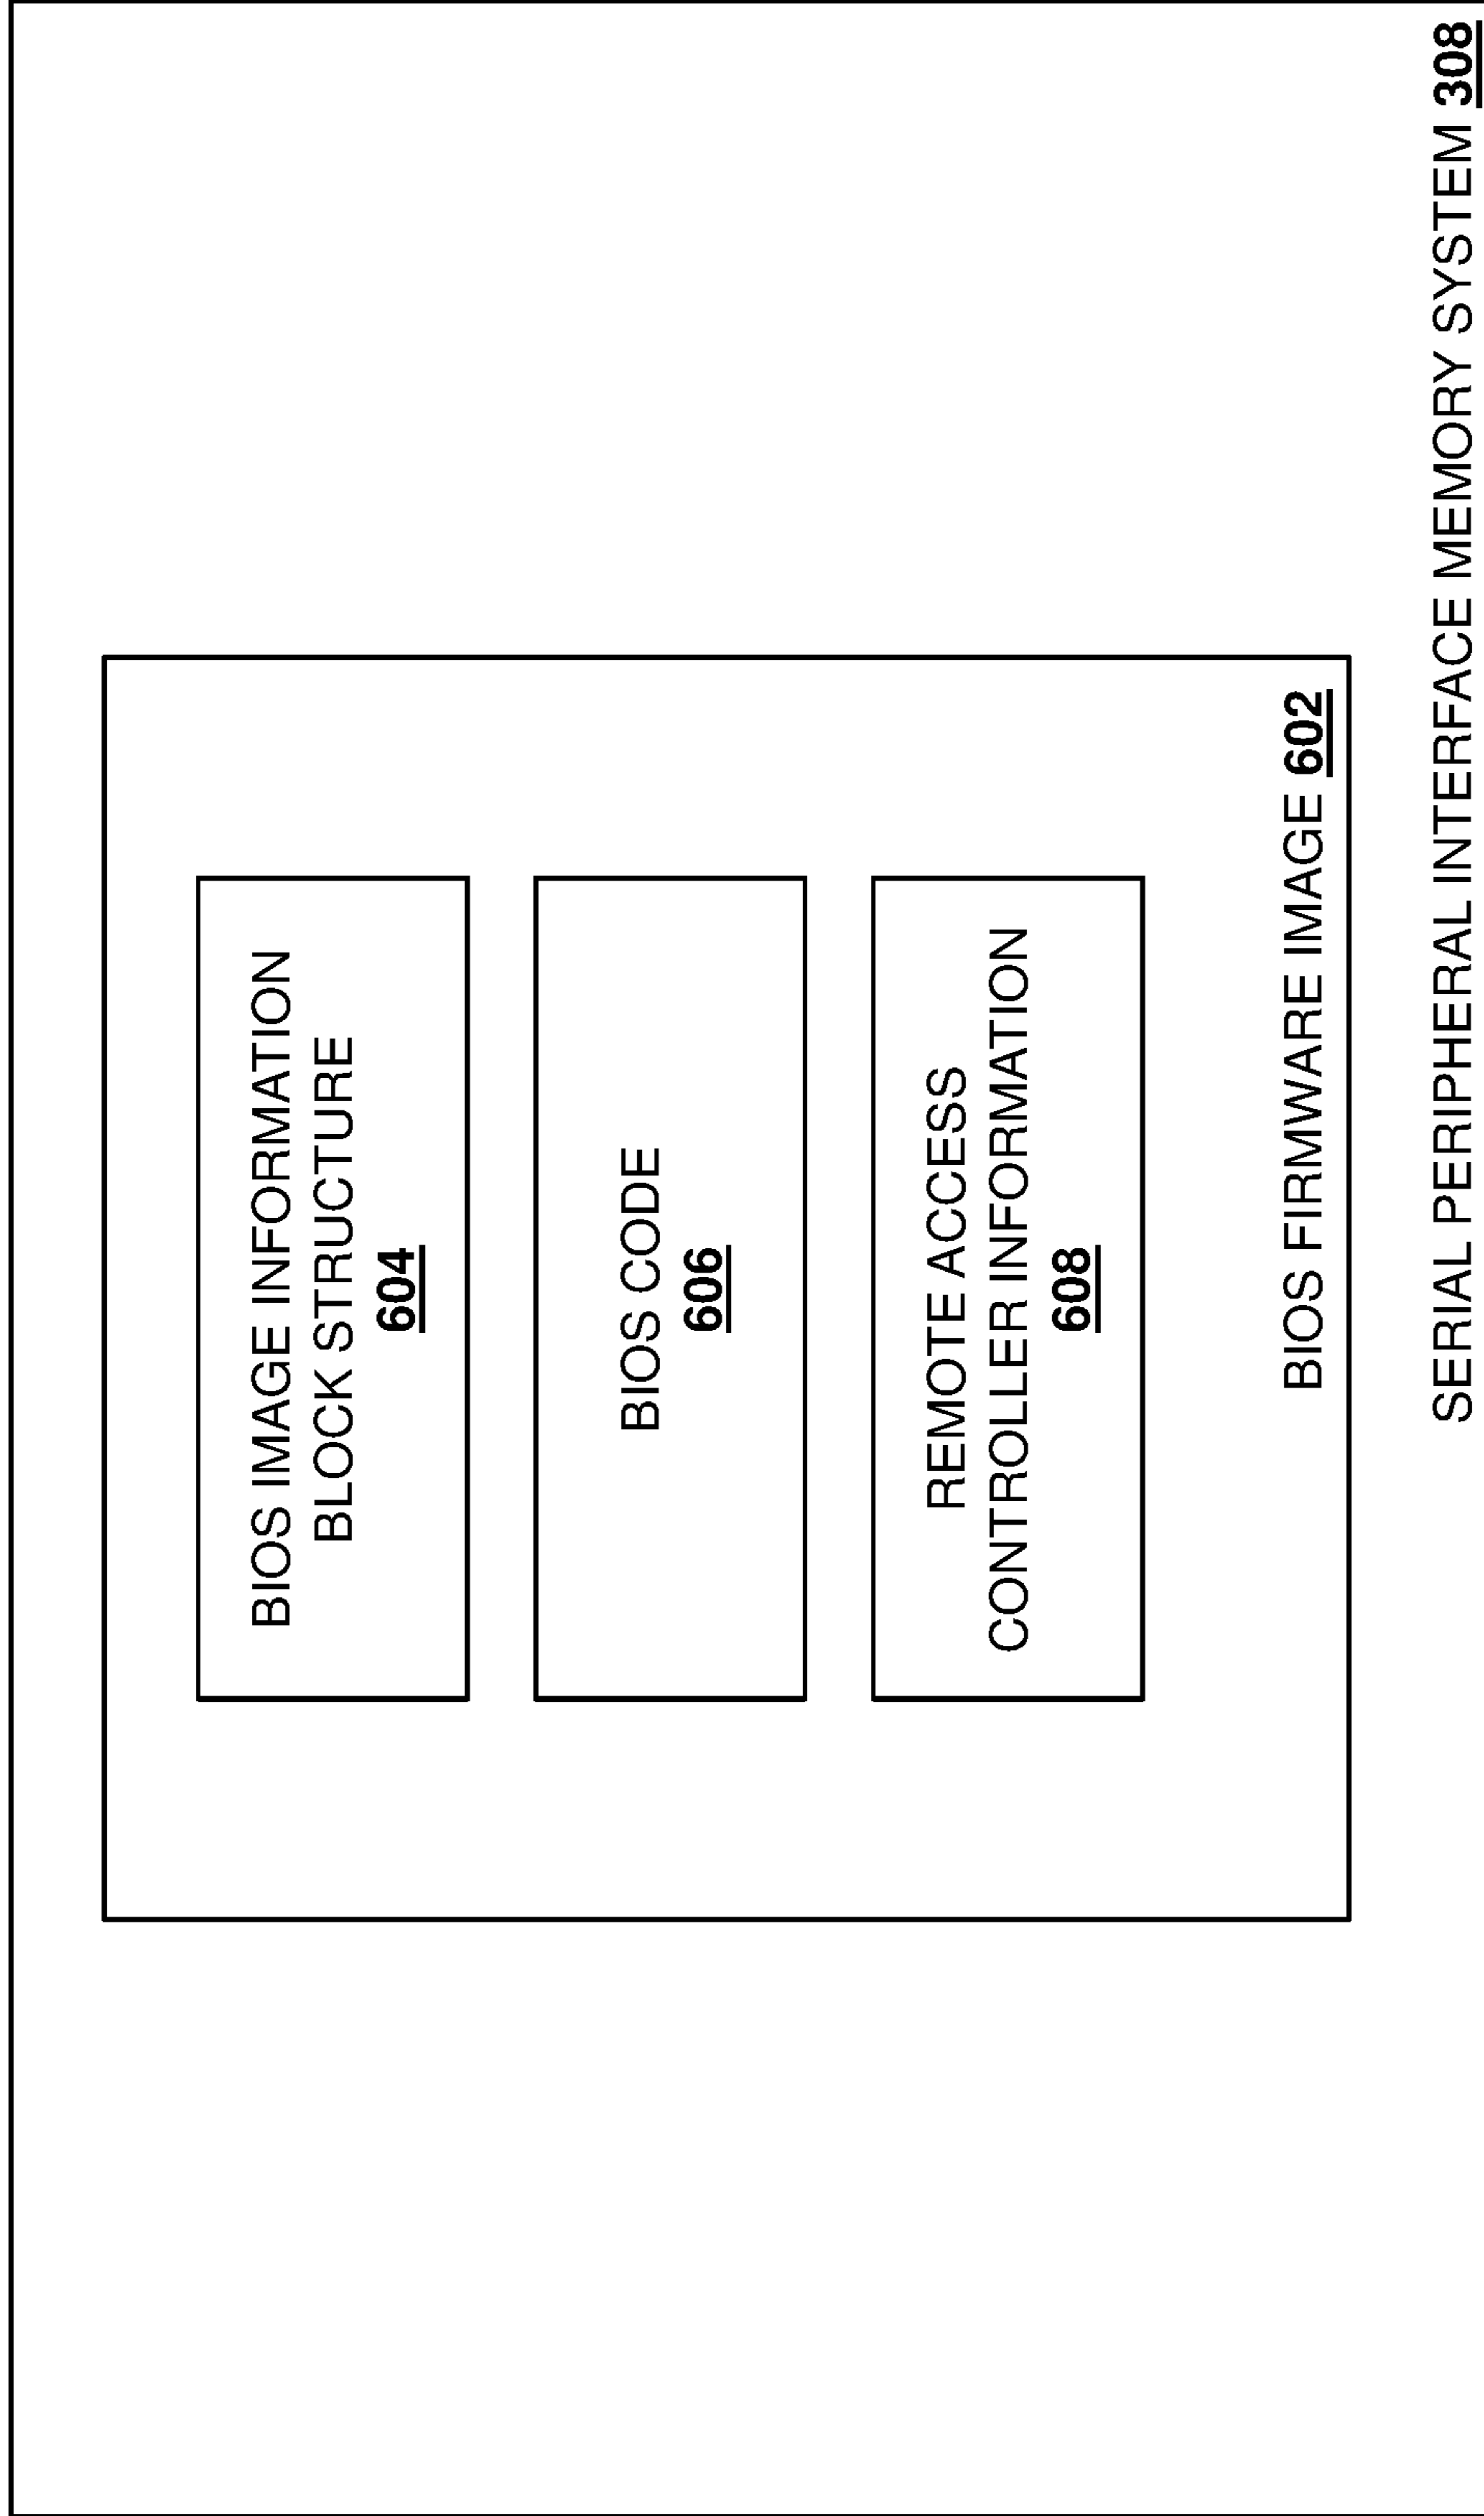 BIOS IMAGE INFORMATION
BLOCK STRUCTURE
604
BIOS CODE
606
REMOTE ACCESS
CONTROLLER INFORMATION
608
BIOS FIRMWARE IMAGE 602
SERIAL PERIPHERAL INTERFACE MEMORY SYSTEM 308